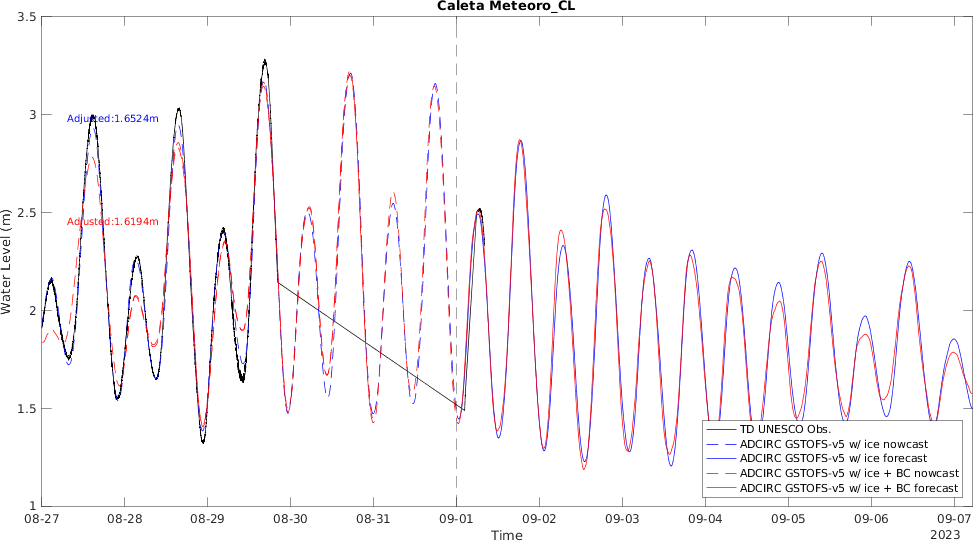 Caleta Meteoro_CL
3.5
3
2.5
2
1.5
1
Water Level (m)
Adjusted:1.6524m
Adjusted:1.6194m
TD UNESCO Obs.
ADCIRC GSTOFS-v5 w/ ice nowcast
ADCIRC GSTOFS-v5 w/ ice forecast
ADCIRC GSTOFS-v5 w/ ice + BC nowcast
ADCIRC GSTOFS-v5 w/ ice + BC forecast
08-27 08-28 08-29 08-30 08-31 09-01 09-02 09-03 09-04 09-05 09-06 09-07
Time
2023